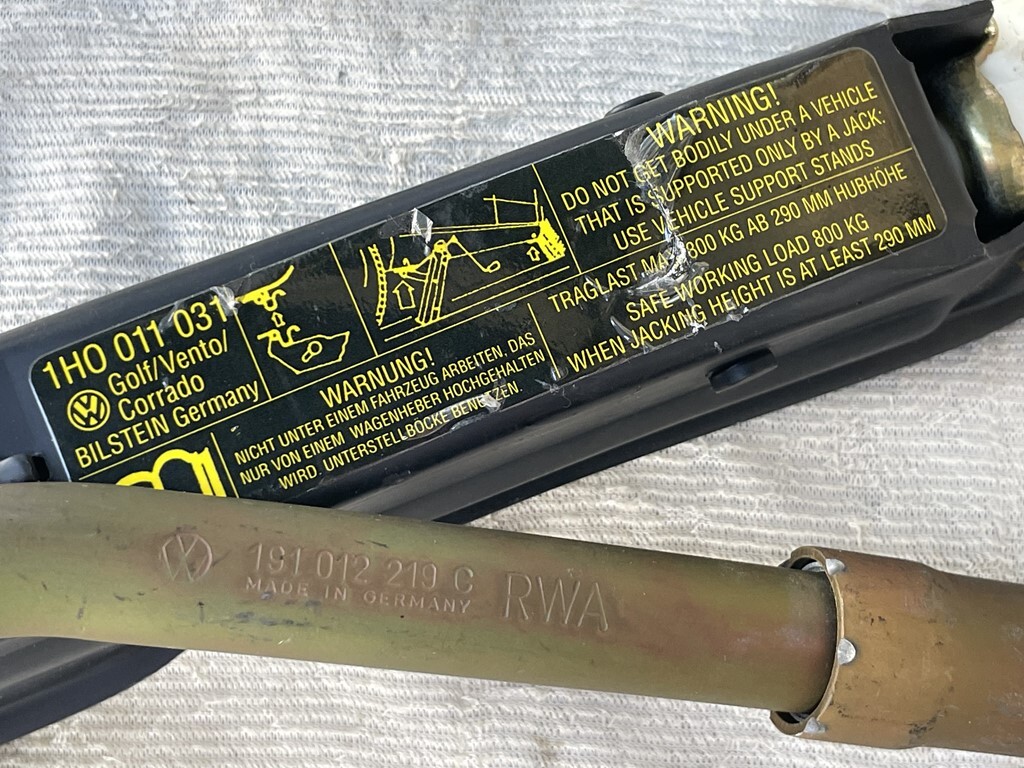 1H0 011 031
Golf/Vento/
Corrado
BILSTEIN Germany
WARNUNG!
NICHT UNTER EINEM FAHRZEUG ARBEITEN, DAS
NUR VON EINEM WAGENHEBER HOCHGEHALTEN
WIRD. UNTERSTELLBÖCKE BENUTZEN.
WARNING!
DO NOT GET BODILY UNDER A VEHICLE
THAT IS SUPPORTED ONLY BY A JACK:
USE VEHICLE SUPPORT STANDS
TRAGLAST MAX 800 KG AB 290 MM HUBHÖHE
SAFE WORKING LOAD 800 KG
WHEN JACKING HEIGHT IS AT LEAST 290 MM
191 012 219 C RWA
MADE IN GERMANY